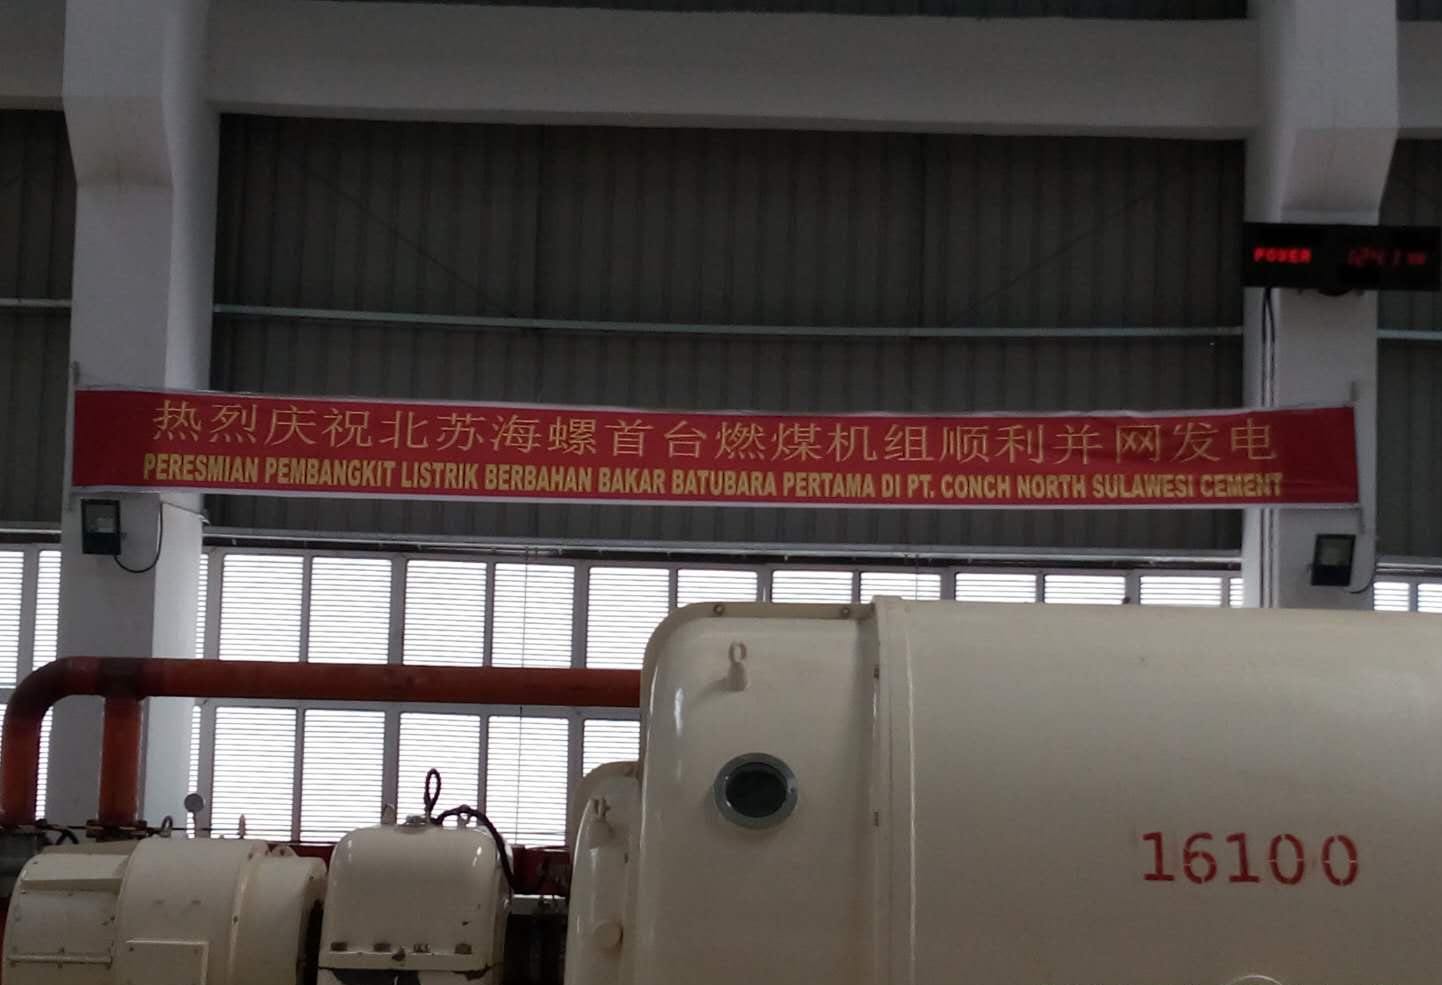 POWER
热烈庆祝北苏海螺首台燃煤机组顺利并网发电
PERESMIAN PEMBANGKIT LISTRIK BERBAHAN BAKAR BATUBARA PERTAMA DI PT. CONCH NORTH SULAWESI CEMENT
16100